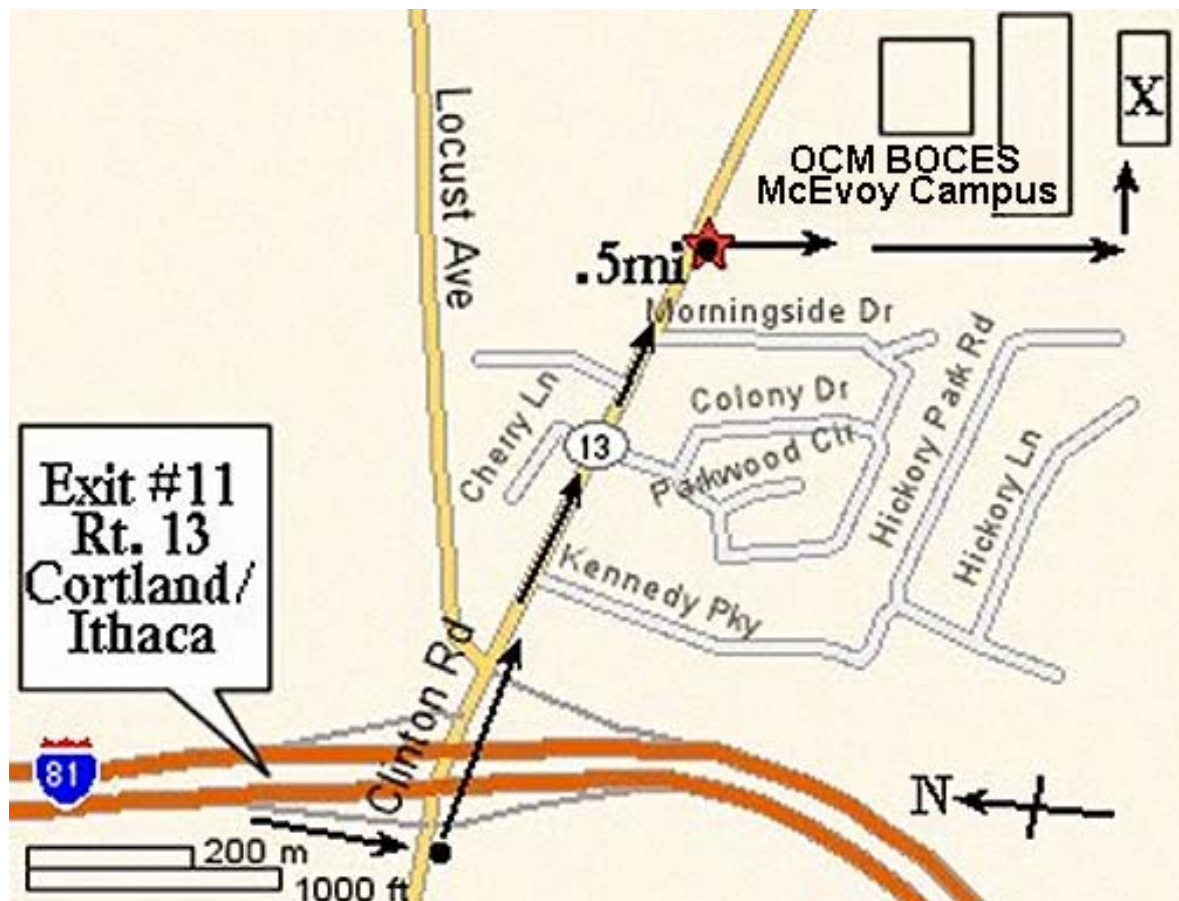 Locust Ave
OCM BOCES
McEvoy Campus
X
.5mi
Morningside Dr
Cherry Ln
Colony Dr
Hickory Park Rd
13
Parkwood Cir
Hickory Ln
Exit #11
Rt. 13
Cortland/
Ithaca
Kennedy Pky
Clinton Rd
81
N
200 m
1000 ft